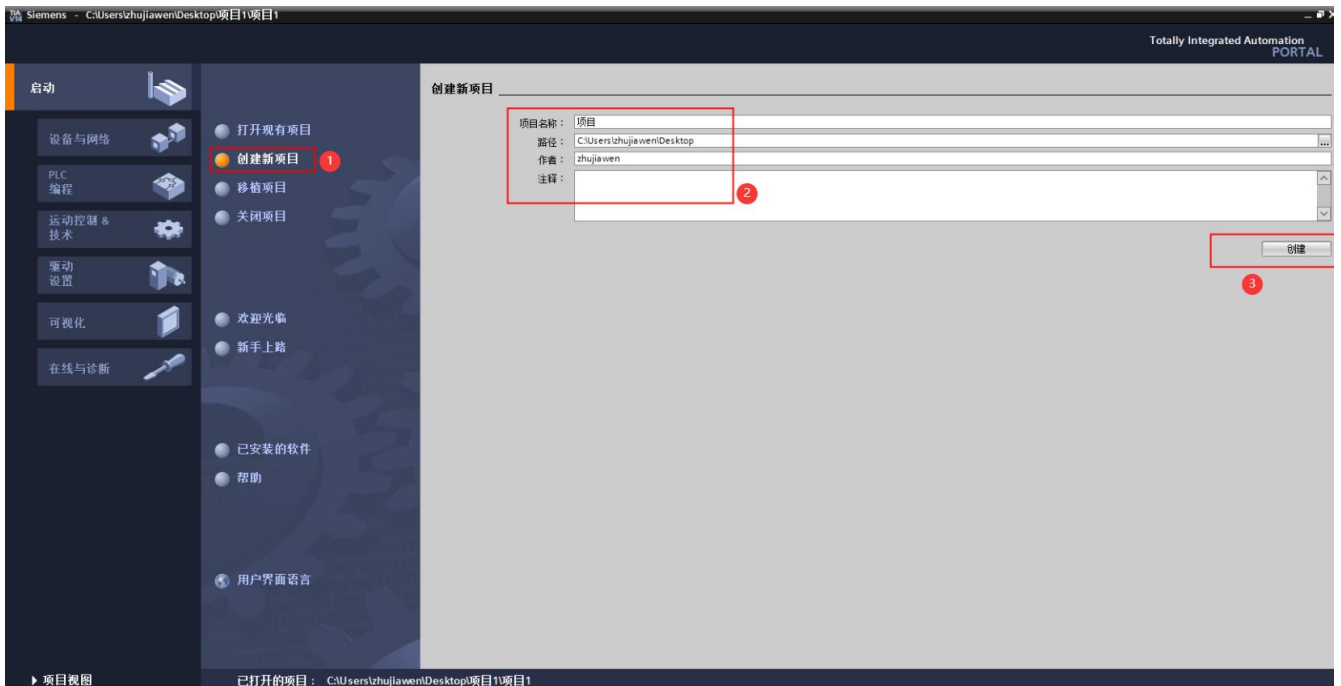 TIA V14 Siemens - C:\Users\zhujiawen\Desktop\项目1\项目1
Totally Integrated Automation
PORTAL
启动
设备与网络
PLC
编程
运动控制 &
技术
驱动
设置
可视化
在线与诊断
打开现有项目
创建新项目 1
移植项目
关闭项目
欢迎光临
新手上路
已安装的软件
帮助
用户界面语言
创建新项目
项目名称: 项目
路径: C:\Users\zhujiawen\Desktop
...
作者: zhujiawen
注释:
2
创建
3
项目视图
已打开的项目: C:\Users\zhujiawen\Desktop\项目1\项目1